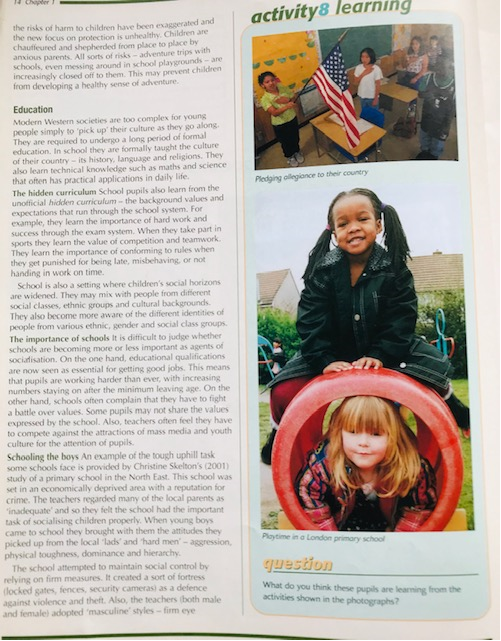 14 Chapter 1
the risks of harm to children have been exaggerated and
the new focus on protection is unhealthy. Children are
chauffeured and shepherded from place to place by
anxious parents. All sorts of risks – adventure trips with
schools, even messing around in school playgrounds – are
increasingly closed off to them. This may prevent children
from developing a healthy sense of adventure.
Education
Modern Western societies are too complex for young
people simply to 'pick up' their culture as they go along.
They are required to undergo a long period of formal
education. In school they are formally taught the culture
of their country – its history, language and religions. They
also learn technical knowledge such as maths and science
that often has practical applications in daily life.
The hidden curriculum School pupils also learn from the
unofficial hidden curriculum – the background values and
expectations that run through the school system. For
example, they learn the importance of hard work and
success through the exam system. When they take part in
sports they learn the value of competition and teamwork.
They learn the importance of conforming to rules when
they get punished for being late, misbehaving, or not
handing in work on time.
School is also a setting where children's social horizons
are widened. They may mix with people from different
social classes, ethnic groups and cultural backgrounds.
They also become more aware of the different identities of
people from various ethnic, gender and social class groups.
The importance of schools It is difficult to judge whether
schools are becoming more or less important as agents of
socialisation. On the one hand, educational qualifications
are now seen as essential for getting good jobs. This means
that pupils are working harder than ever, with increasing
numbers staying on after the minimum leaving age. On the
other hand, schools often complain that they have to fight
a battle over values. Some pupils may not share the values
expressed by the school. Also, teachers often feel they have
to compete against the attractions of mass media and youth
culture for the attention of pupils.
Schooling the boys An example of the tough uphill task
some schools face is provided by Christine Skelton's (2001)
study of a primary school in the North East. This school was
set in an economically deprived area with a reputation for
crime. The teachers regarded many of the local parents as
'inadequate' and so they felt the school had the important
task of socialising children properly. When young boys
came to school they brought with them the attitudes they
picked up from the local 'lads' and 'hard men' – aggression,
physical toughness, dominance and hierarchy.
The school attempted to maintain social control by
relying on firm measures. It created a sort of fortress
(locked gates, fences, security cameras) as a defence
against violence and theft. Also, the teachers (both male
and female) adopted 'masculine' styles – firm eye
activity8 learning
Pledging allegiance to their country
Playtime in a London primary school
question
What do you think these pupils are learning from the
activities shown in the photographs?